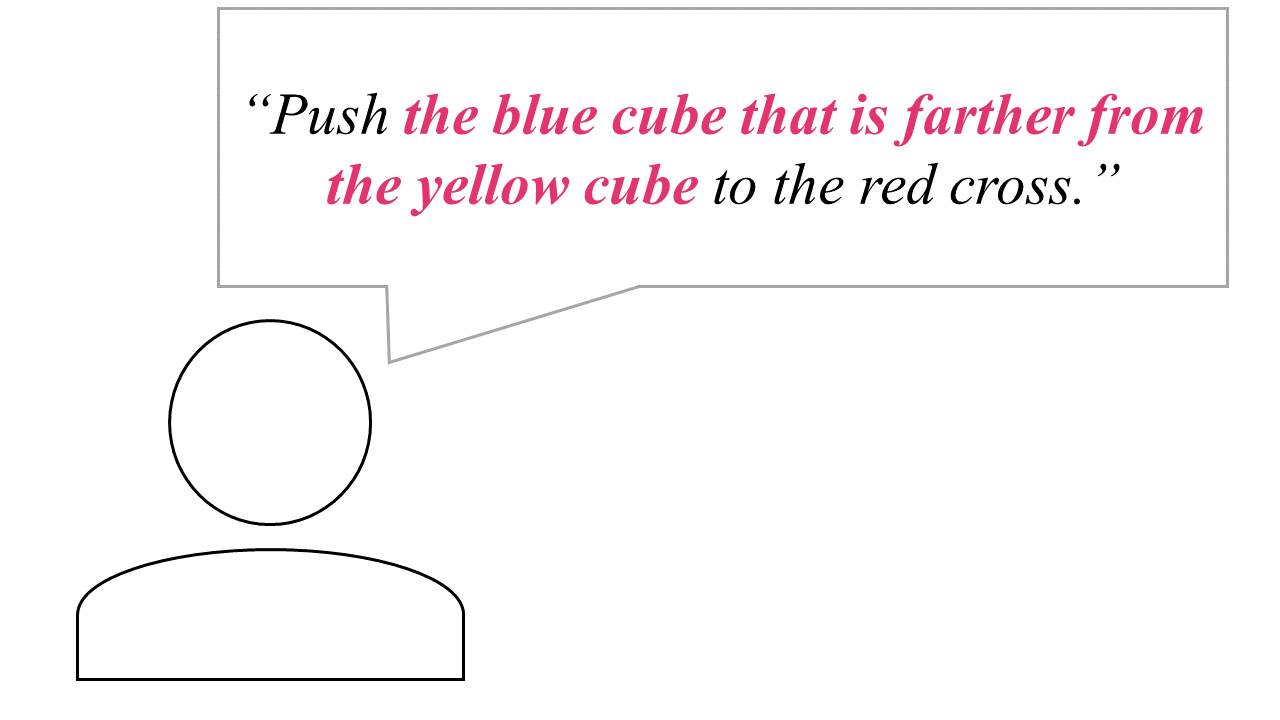 “Push the blue cube that is farther from
the yellow cube to the red cross.”